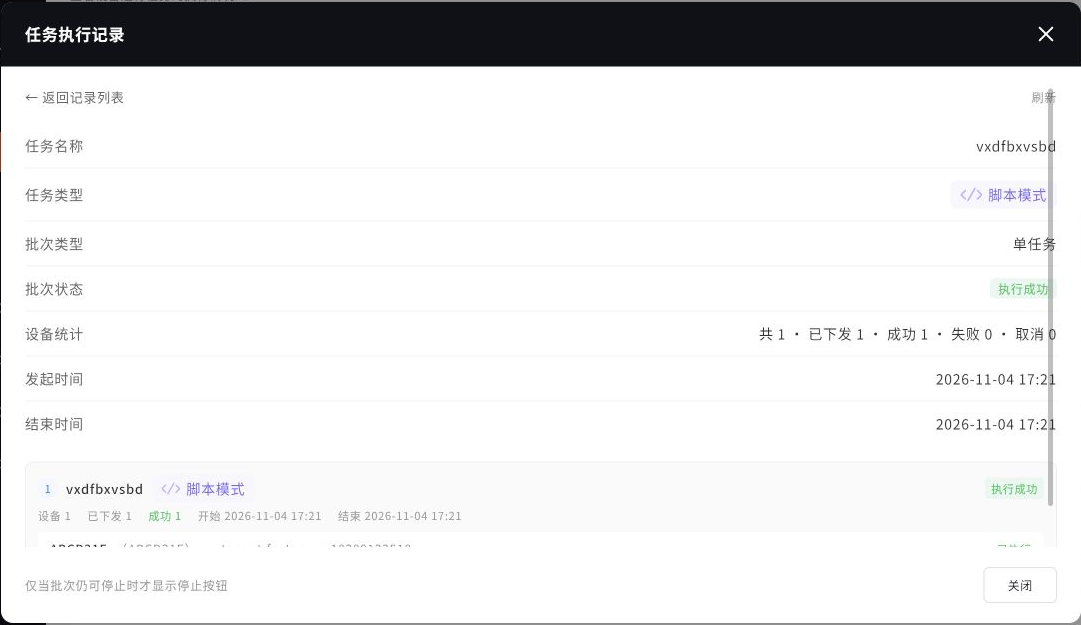 任务执行记录
← 返回记录列表 刷新
任务名称 vxdfbxvsbd
任务类型 </> 脚本模式
批次类型 单任务
批次状态 执行成功
设备统计 共 1 · 已下发 1 · 成功 1 · 失败 0 · 取消 0
发起时间 2026-11-04 17:21
结束时间 2026-11-04 17:21
1 vxdfbxvsbd </> 脚本模式 执行成功
设备 1 已下发 1 成功 1 开始 2026-11-04 17:21 结束 2026-11-04 17:21
仅当批次仍可停止时才显示停止按钮 关闭